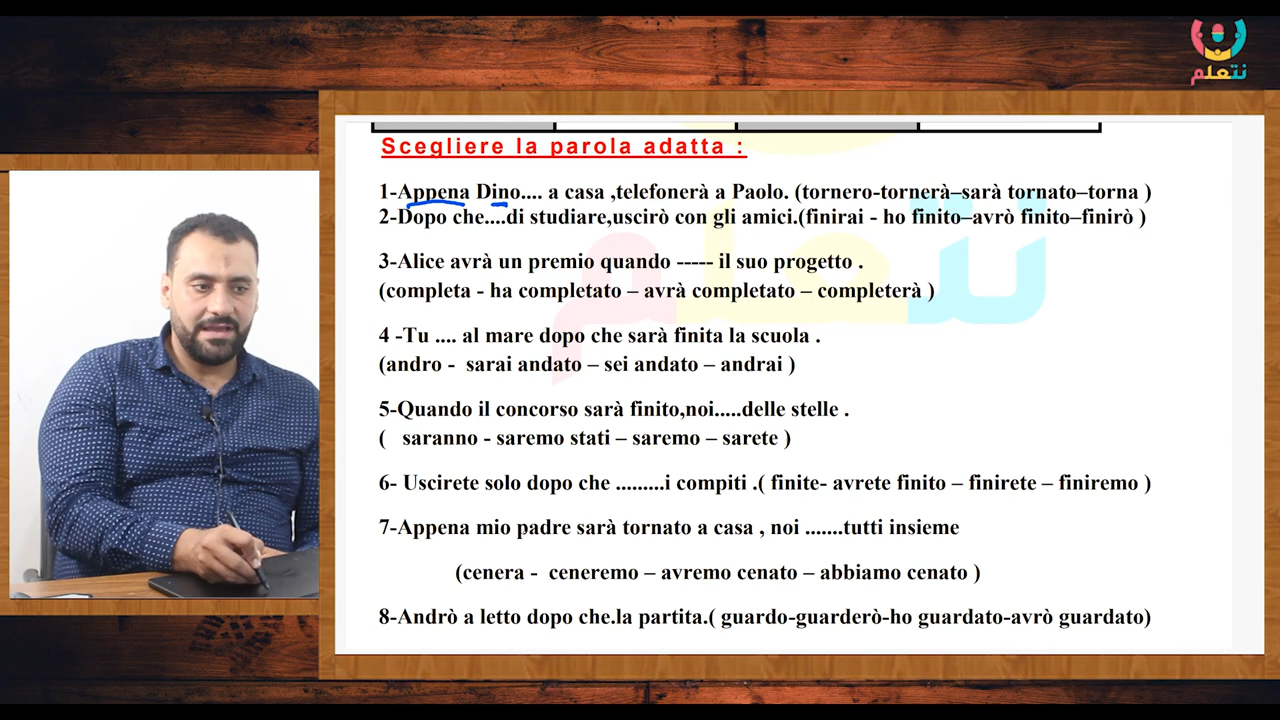 نتعلم
Scegliere la parola adatta :
1-Appena Dino.... a casa ,telefonerà a Paolo. (tornero-tornerà–sarà tornato–torna )
2-Dopo che....di studiare,uscirò con gli amici.(finirai - ho finito–avrò finito–finirò )
3-Alice avrà un premio quando ----- il suo progetto .
(completa - ha completato – avrà completato – completerà )
4 -Tu .... al mare dopo che sarà finita la scuola .
(andro - sarai andato – sei andato – andrai )
5-Quando il concorso sarà finito,noi.....delle stelle .
( saranno - saremo stati – saremo – sarete )
6- Uscirete solo dopo che .........i compiti .( finite- avrete finito – finirete – finiremo )
7-Appena mio padre sarà tornato a casa , noi .......tutti insieme
(cenera - ceneremo – avremo cenato – abbiamo cenato )
8-Andrò a letto dopo che.la partita.( guardo-guarderò-ho guardato-avrò guardato)
نتعلم